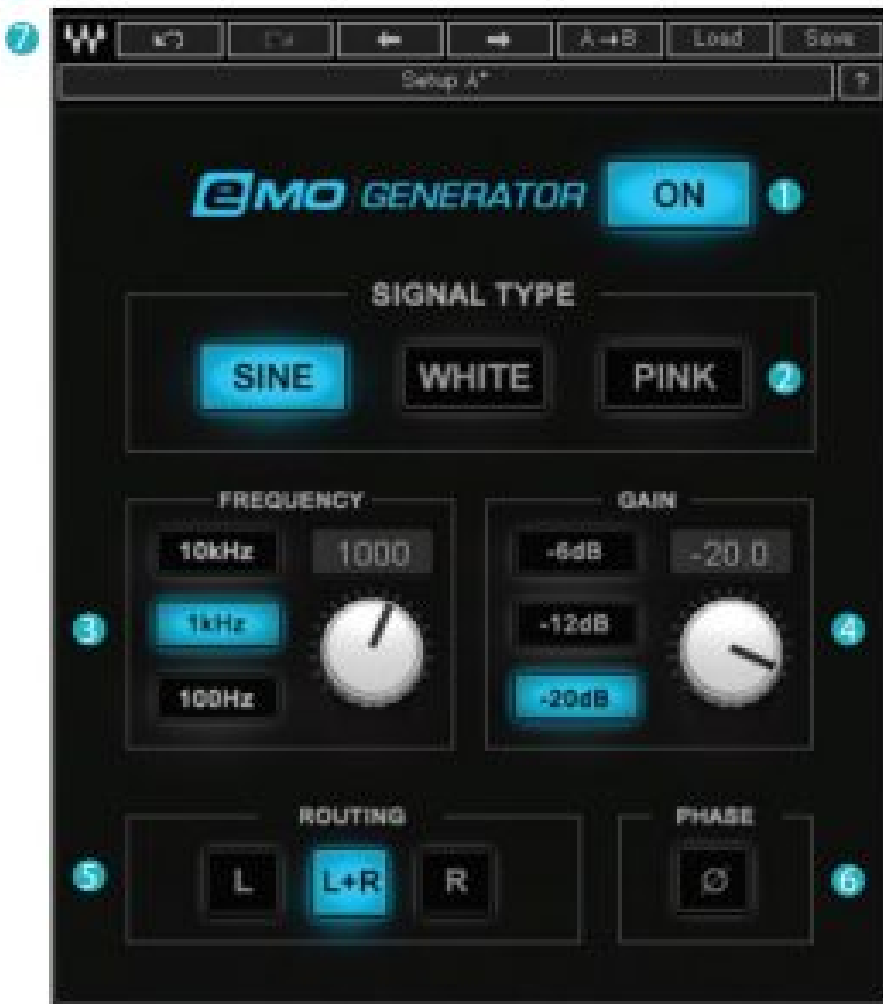 7
A→B Load Save
Setup A*
?
eMO GENERATOR ON 1
SIGNAL TYPE
SINE WHITE PINK 2
FREQUENCY GAIN
10kHz 1000 -6dB -20.0
3 1kHz -12dB 4
100Hz -20dB
ROUTING PHASE
5 L L+R R Ø 6